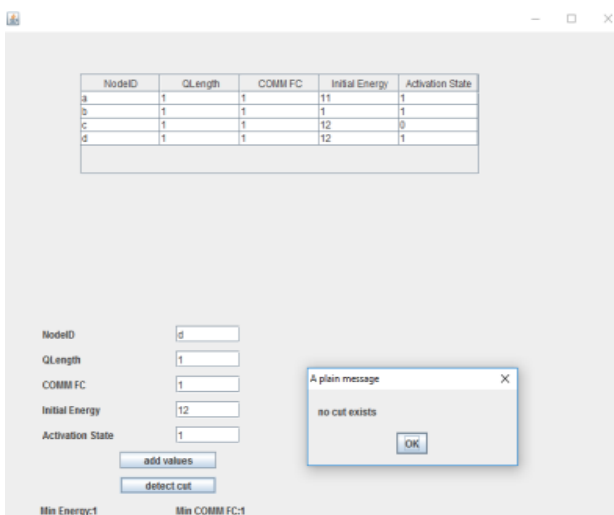 NodeID QLength COMM FC Initial Energy Activation State
a 1 1 11 1
b 1 1 1 1
c 1 1 12 0
d 1 1 12 1
NodeID d
QLength 1
COMM FC 1
Initial Energy 12
Activation State 1
A plain message
no cut exists
OK
add values
detect cut
Min Energy:1 Min COMM FC:1